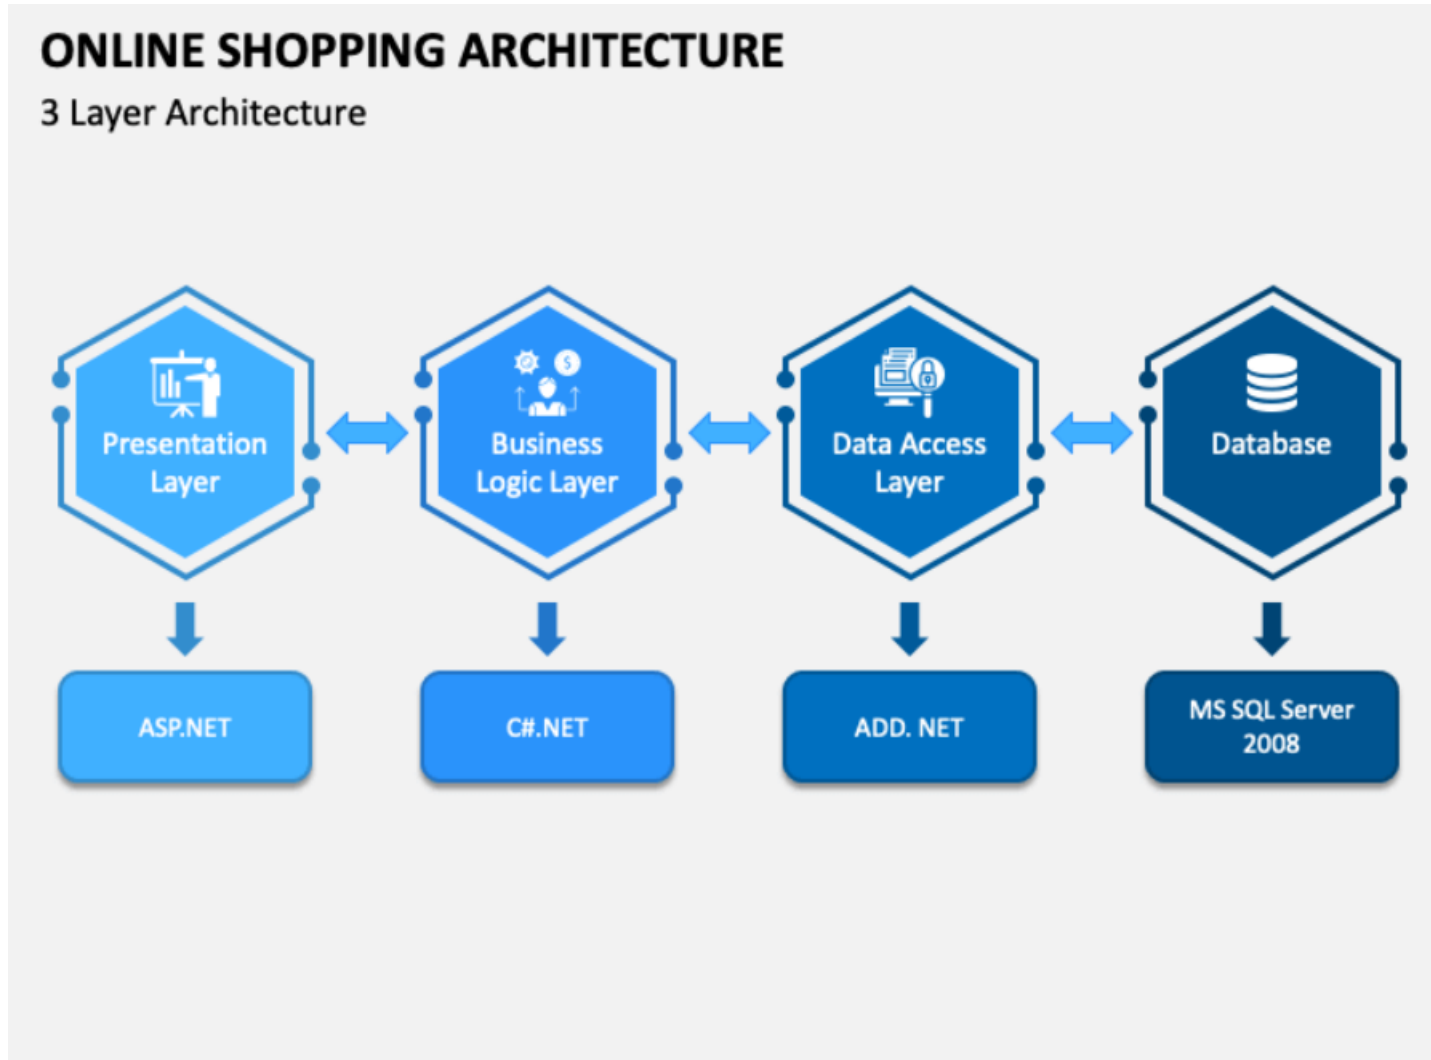 ONLINE SHOPPING ARCHITECTURE
3 Layer Architecture
Presentation
Layer
Business
Logic Layer
Data Access
Layer
Database
ASP.NET
C#.NET
ADD. NET
MS SQL Server
2008